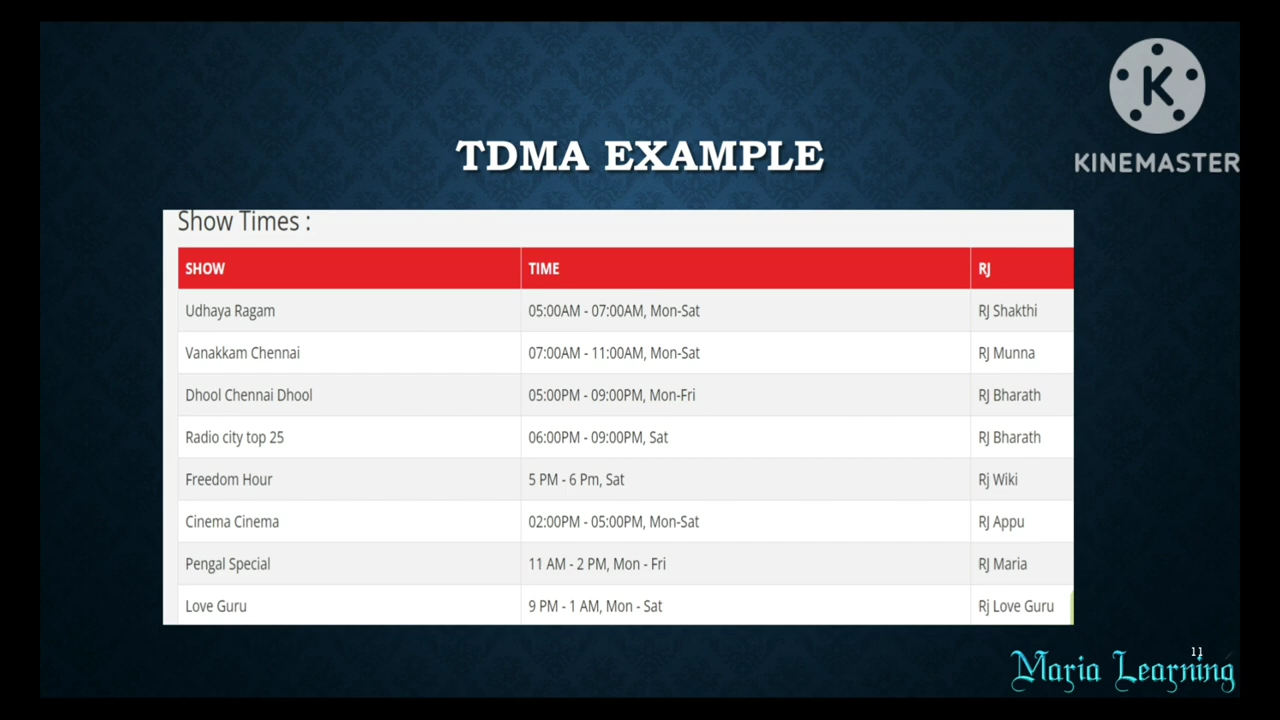 K
KINEMASTER
TDMA EXAMPLE
Show Times :
SHOW TIME RJ
Udhaya Ragam 05:00AM - 07:00AM, Mon-Sat RJ Shakthi
Vanakkam Chennai 07:00AM - 11:00AM, Mon-Sat RJ Munna
Dhool Chennai Dhool 05:00PM - 09:00PM, Mon-Fri RJ Bharath
Radio city top 25 06:00PM - 09:00PM, Sat RJ Bharath
Freedom Hour 5 PM - 6 Pm, Sat Rj Wiki
Cinema Cinema 02:00PM - 05:00PM, Mon-Sat RJ Appu
Pengal Special 11 AM - 2 PM, Mon - Fri RJ Maria
Love Guru 9 PM - 1 AM, Mon - Sat Rj Love Guru
11
Maria Learning